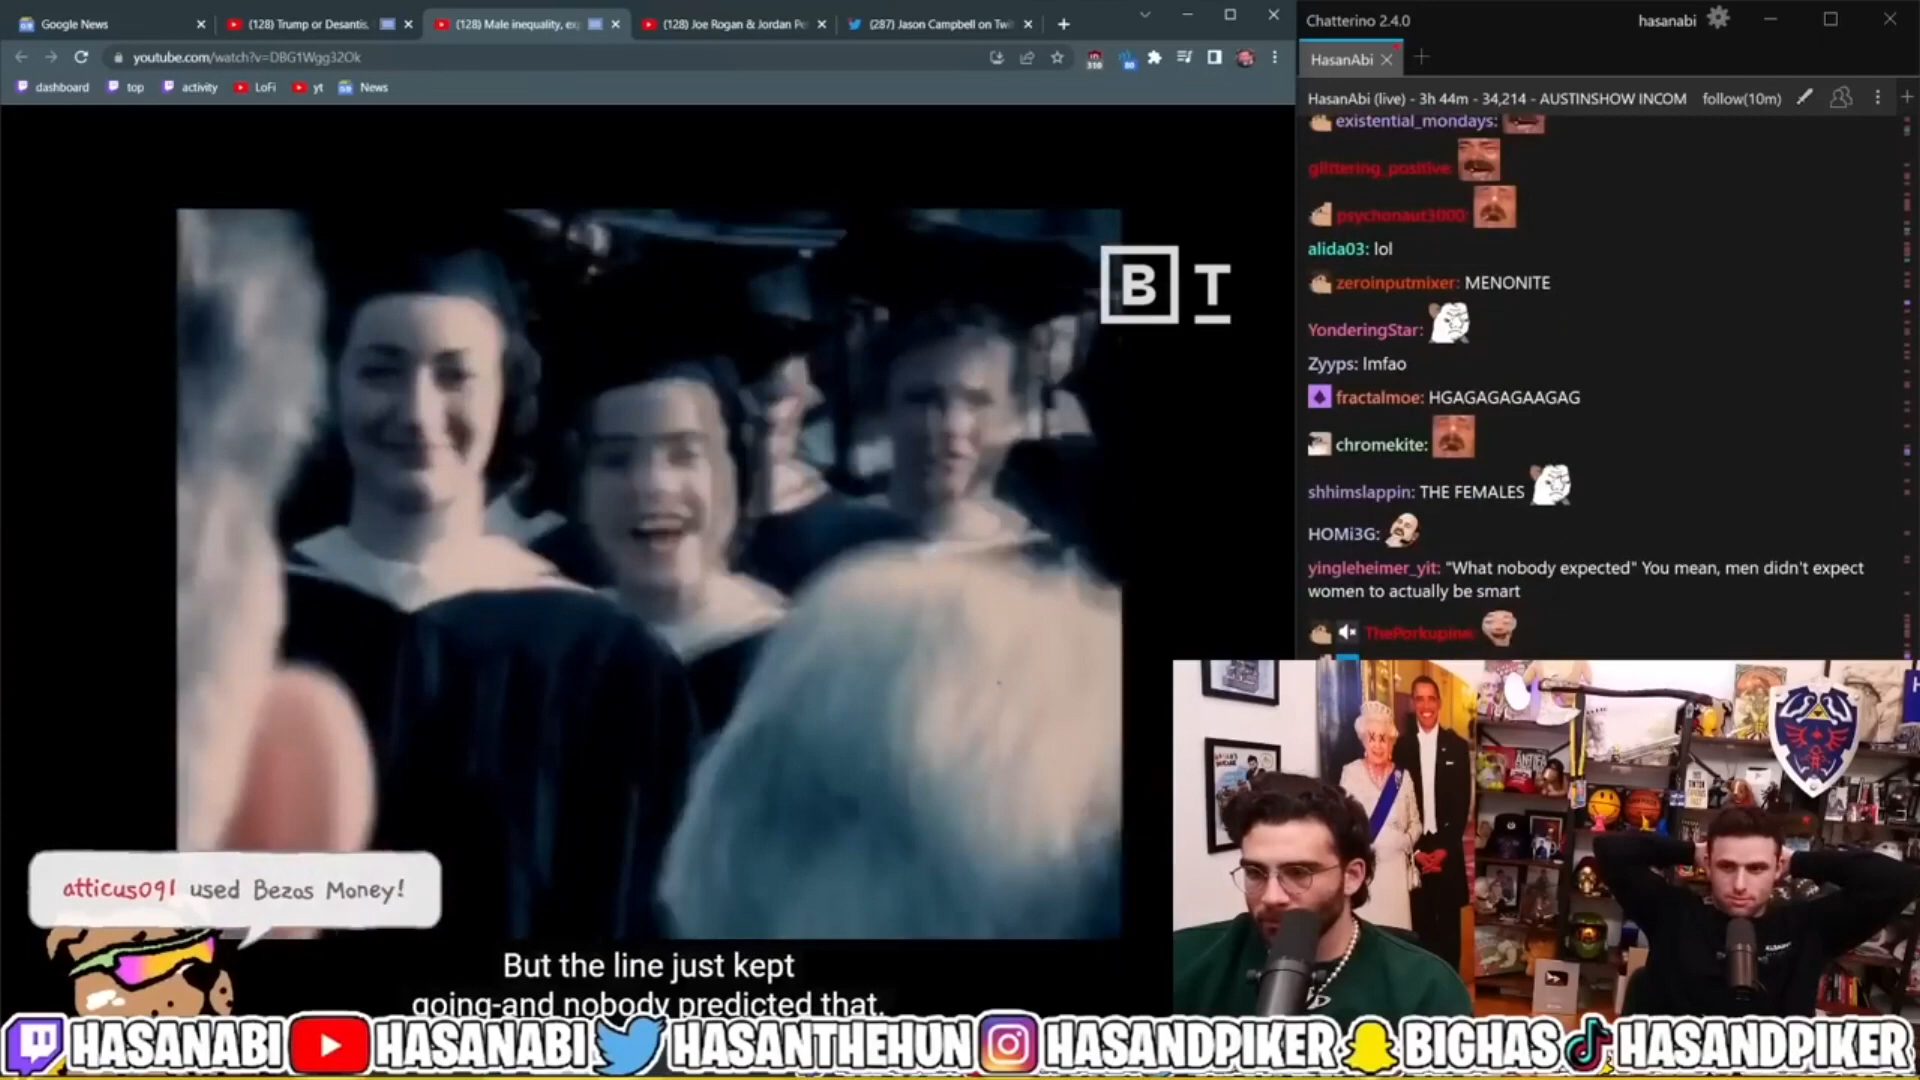 Google News
(128) Trump or Desantis,
(128) Male inequality, ex
(128) Joe Rogan & Jordan Pe
(287) Jason Campbell on Twi
youtube.com/watch?v=DBG1Wgg32Ok
dashboard
top
activity
LoFi
yt
News
B T
But the line just kept
going-and nobody predicted that.
atticus091 used Bezos Money!
Chatterino 2.4.0
hasanabi
HasanAbi
HasanAbi (live) - 3h 44m - 34,214 - AUSTINSHOW INCOM
follow(10m)
existential_mondays:
glittering_positive:
psychonaut3000:
alida03: lol
zeroinputmixer: MENONITE
YonderingStar:
Zyyps: lmfao
fractalmoe: HGAGAGAGAAGAG
chromekite:
shhimslappin: THE FEMALES
HOMi3G:
yingleheimer_yit: "What nobody expected" You mean, men didn't expect
women to actually be smart
ThePorkupine:
HASANABI HASANABI HASANTHEHUN HASANDPIKER BIGHAS HASANDPIKER